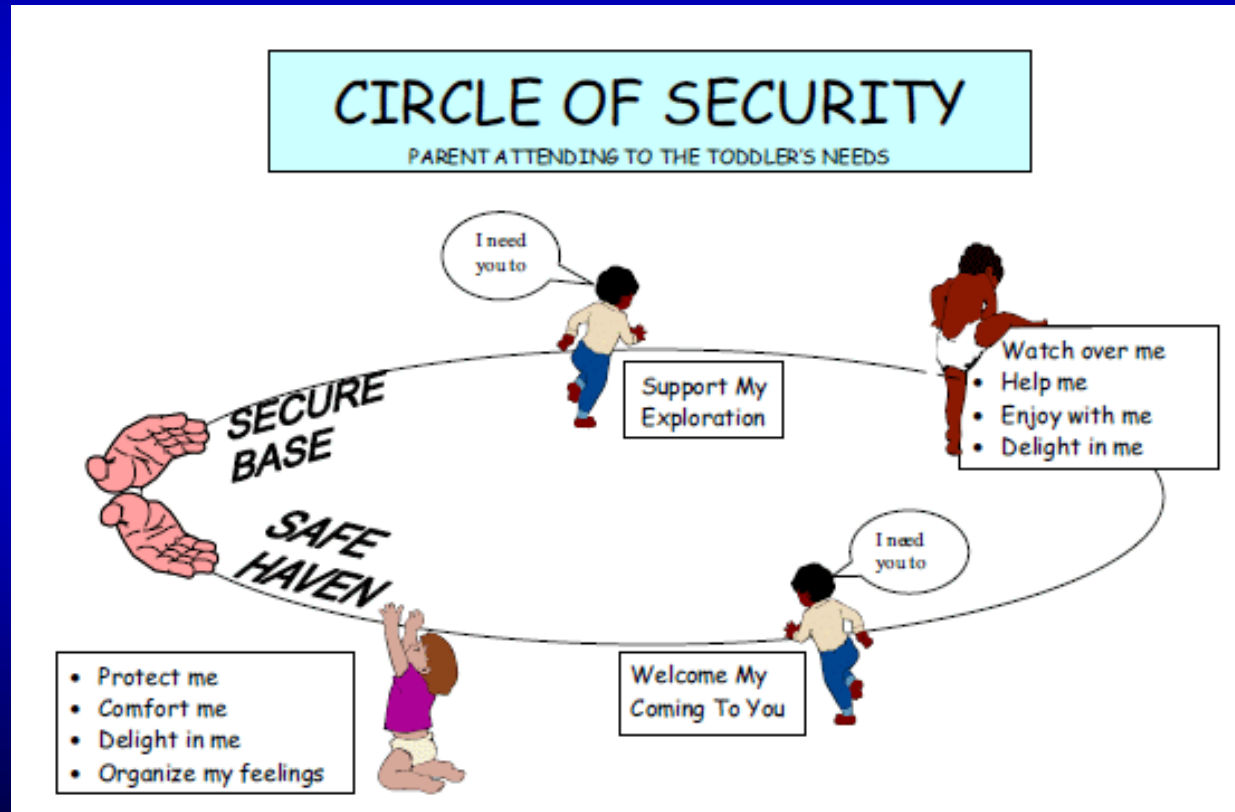 CIRCLE OF SECURITY
PARENT ATTENDING TO THE TODDLER'S NEEDS
I need
you to
Support My
Exploration
• Watch over me
• Help me
• Enjoy with me
• Delight in me
SECURE
BASE
SAFE
HAVEN
I need
you to
Welcome My
Coming To You
• Protect me
• Comfort me
• Delight in me
• Organize my feelings